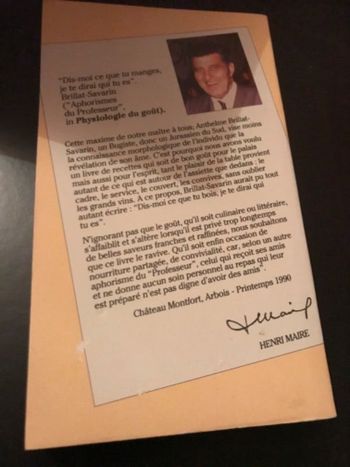 "Dis-moi ce que tu manges,
je te dirai qui tu es".
Brillat-Savarin
("Aphorismes
du Professeur",
in Physiologie du goût).
Cette maxime de notre maître à tous, Anthelme Brillat-
Savarin, un Bugiste, donc un Jurassien du Sud, vise moins
la connaissance morphologique de l'individu que la
révélation de son âme. C'est pourquoi nous avons voulu
un livre de recettes qui soit de bon goût pour le palais
mais aussi pour l'esprit, tant le plaisir de la table provient
autant de ce qui est autour de l'assiette que dedans : le
cadre, le service, le couvert, les convives, sans oublier
les grands vins. A ce propos, Brillat-Savarin aurait pu tout
autant écrire : "Dis-moi ce que tu bois, je te dirai qui
tu es".
N'ignorant pas que le goût, qu'il soit culinaire ou littéraire,
s'affaiblit et s'altère lorsqu'il est privé trop longtemps
de belles saveurs franches et raffinées, nous souhaitons
que ce livre le ravive. Qu'il soit enfin occasion de
nourriture partagée, de convivialité, car, selon un autre
aphorisme du "Professeur", celui qui reçoit ses amis
et ne donne aucun soin personnel au repas qui leur
est préparé n'est pas digne d'avoir des amis".
Château Montfort, Arbois - Printemps 1990
HENRI MAIRE